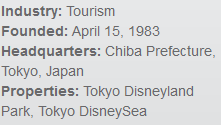 Industry: Tourism
Founded: April 15, 1983
Headquarters: Chiba Prefecture,
Tokyo, Japan
Properties: Tokyo Disneyland
Park, Tokyo DisneySea